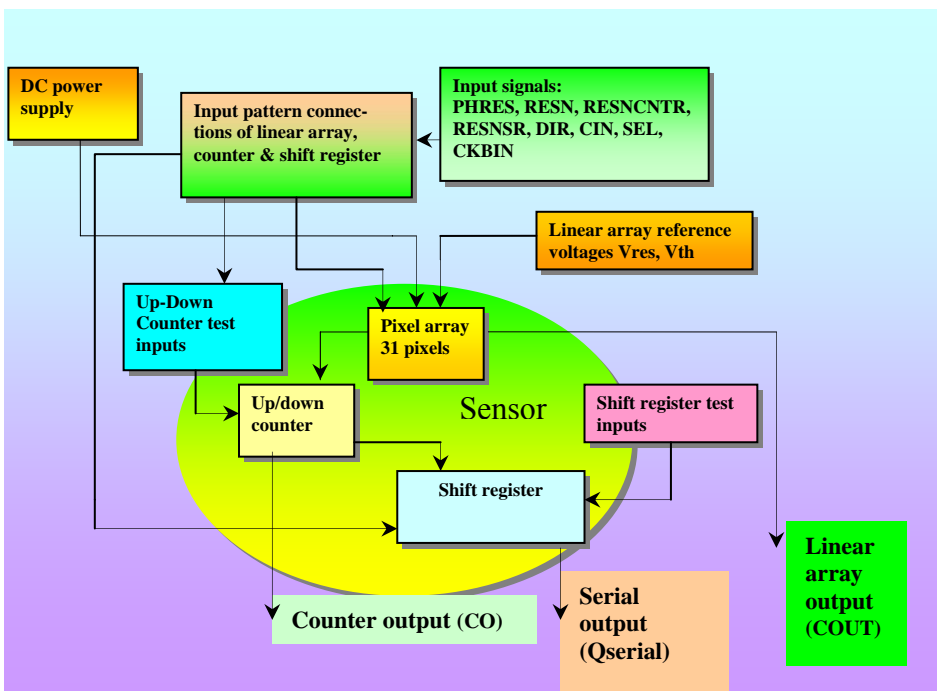 DC power
supply
Input pattern connec-
tions of linear array,
counter & shift register
Input signals:
PHRES, RESN, RESNCNTR,
RESNSR, DIR, CIN, SEL,
CKBIN
Linear array reference
voltages Vres, Vth
Up-Down
Counter test
inputs
Pixel array
31 pixels
Up/down
counter
Sensor
Shift register test
inputs
Shift register
Linear
array
output
(COUT)
Counter output (CO)
Serial
output
(Qserial)